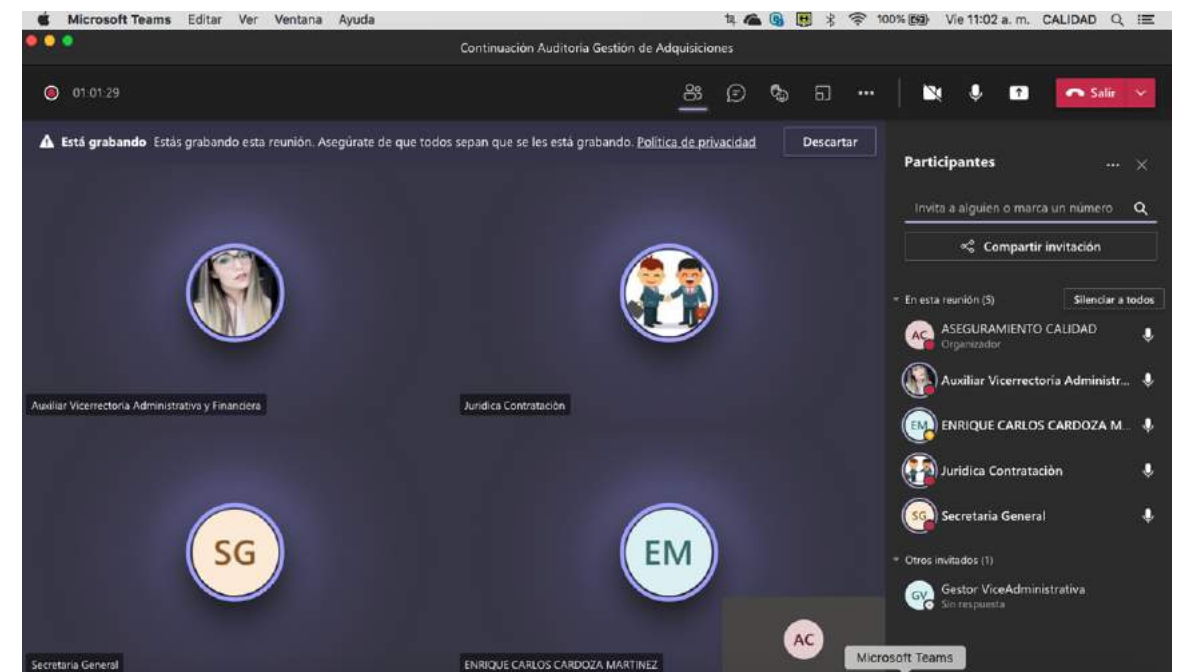 Microsoft Teams Editar Ver Ventana Ayuda 100% Vie 11:02 a. m. CALIDAD
Continuación Auditoria Gestión de Adquisiciones
01:01:29 Salir
Está grabando Estás grabando esta reunión. Asegúrate de que todos sepan que se les está grabando. Política de privacidad Descartar
Auxiliar Vicerrectoria Administrativa y Financiera
Juridica Contrataciòn
SG
EM
AC
Secretaria General
ENRIQUE CARLOS CARDOZA MARTINEZ
Microsoft Teams
Participantes
Invita a alguien o marca un número
Compartir invitación
En esta reunión (5) Silenciar a todos
AC ASEGURAMIENTO CALIDAD
Organizador
Auxiliar Vicerrectoria Administr...
EM ENRIQUE CARLOS CARDOZA M...
Juridica Contrataciòn
SG Secretaria General
Otros invitados (1)
GV Gestor ViceAdministrativa
Sin respuesta